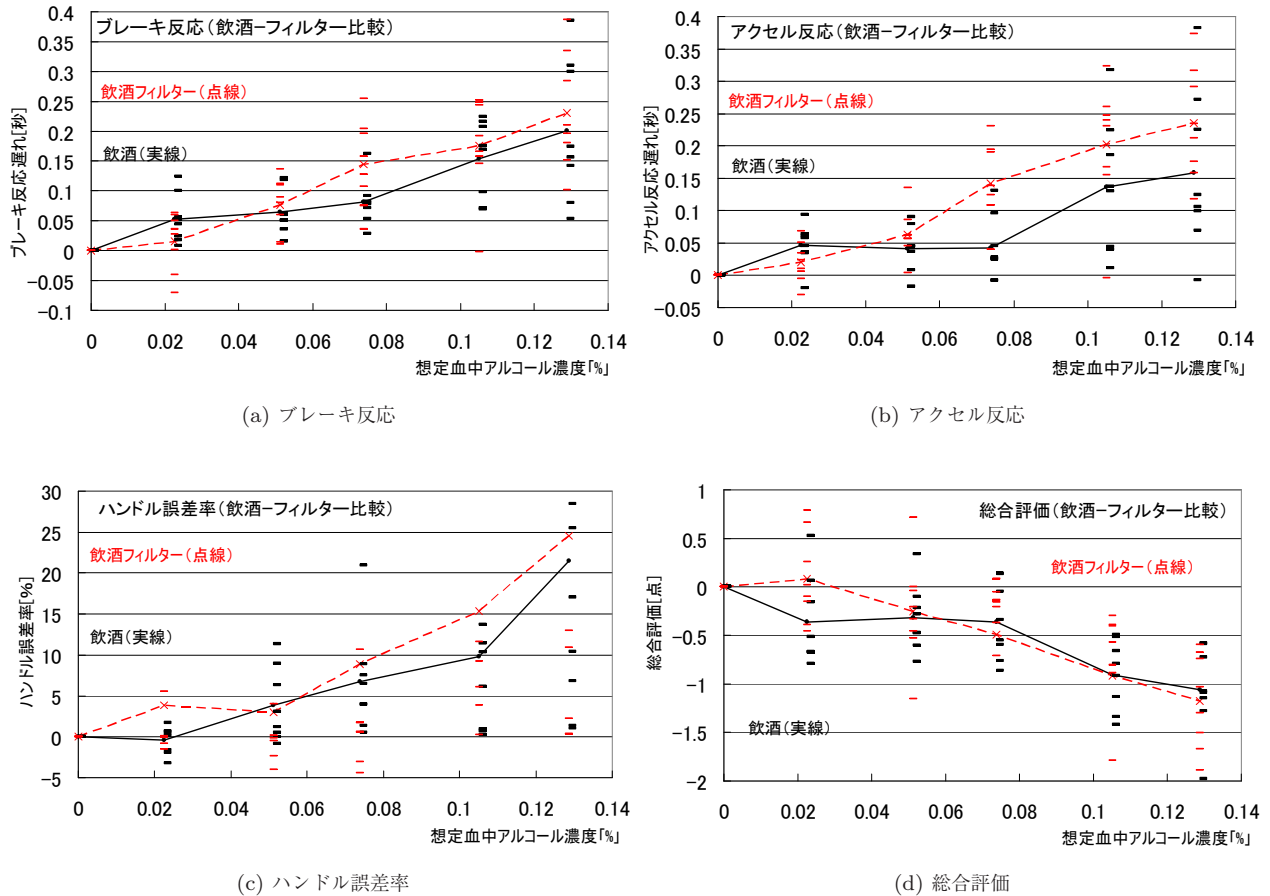 ブレーキ反応（飲酒−フィルター比較）
飲酒フィルター（点線）
飲酒（実線）
ブレーキ反応遅れ[秒]
0.4
0.35
0.3
0.25
0.2
0.15
0.1
0.05
0
−0.05
−0.1
0 0.02 0.04 0.06 0.08 0.1 0.12 0.14
想定血中アルコール濃度「%」
(a) ブレーキ反応
アクセル反応（飲酒−フィルター比較）
飲酒フィルター（点線）
飲酒（実線）
アクセル反応遅れ[秒]
0.4
0.35
0.3
0.25
0.2
0.15
0.1
0.05
0
−0.05
0 0.02 0.04 0.06 0.08 0.1 0.12 0.14
想定血中アルコール濃度「%」
(b) アクセル反応
ハンドル誤差率（飲酒−フィルター比較）
飲酒フィルター（点線）
飲酒（実線）
ハンドル誤差率[%]
30
25
20
15
10
5
0
−5
0 0.02 0.04 0.06 0.08 0.1 0.12 0.14
想定血中アルコール濃度「%」
(c) ハンドル誤差率
総合評価（飲酒−フィルター比較）
飲酒フィルター（点線）
飲酒（実線）
総合評価[点]
1
0.5
0
−0.5
−1
−1.5
−2
0 0.02 0.04 0.06 0.08 0.1 0.12 0.14
想定血中アルコール濃度「%」
(d) 総合評価